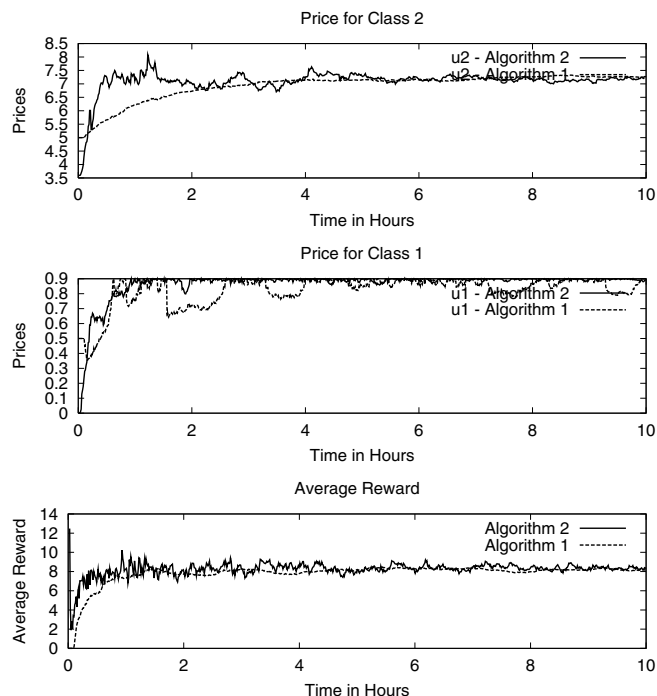 Price for Class 2
8.5
8
7.5
7
6.5
6
5.5
5
4.5
4
3.5
Prices
u2 - Algorithm 2
u2 - Algorithm 1
0 2 4 6 8 10
Time in Hours
Price for Class 1
0.9
0.8
0.7
0.6
0.5
0.4
0.3
0.2
0.1
0
Prices
u1 - Algorithm 2
u1 - Algorithm 1
0 2 4 6 8 10
Time in Hours
Average Reward
14
12
10
8
6
4
2
0
Average Reward
Algorithm 2
Algorithm 1
0 2 4 6 8 10
Time in Hours